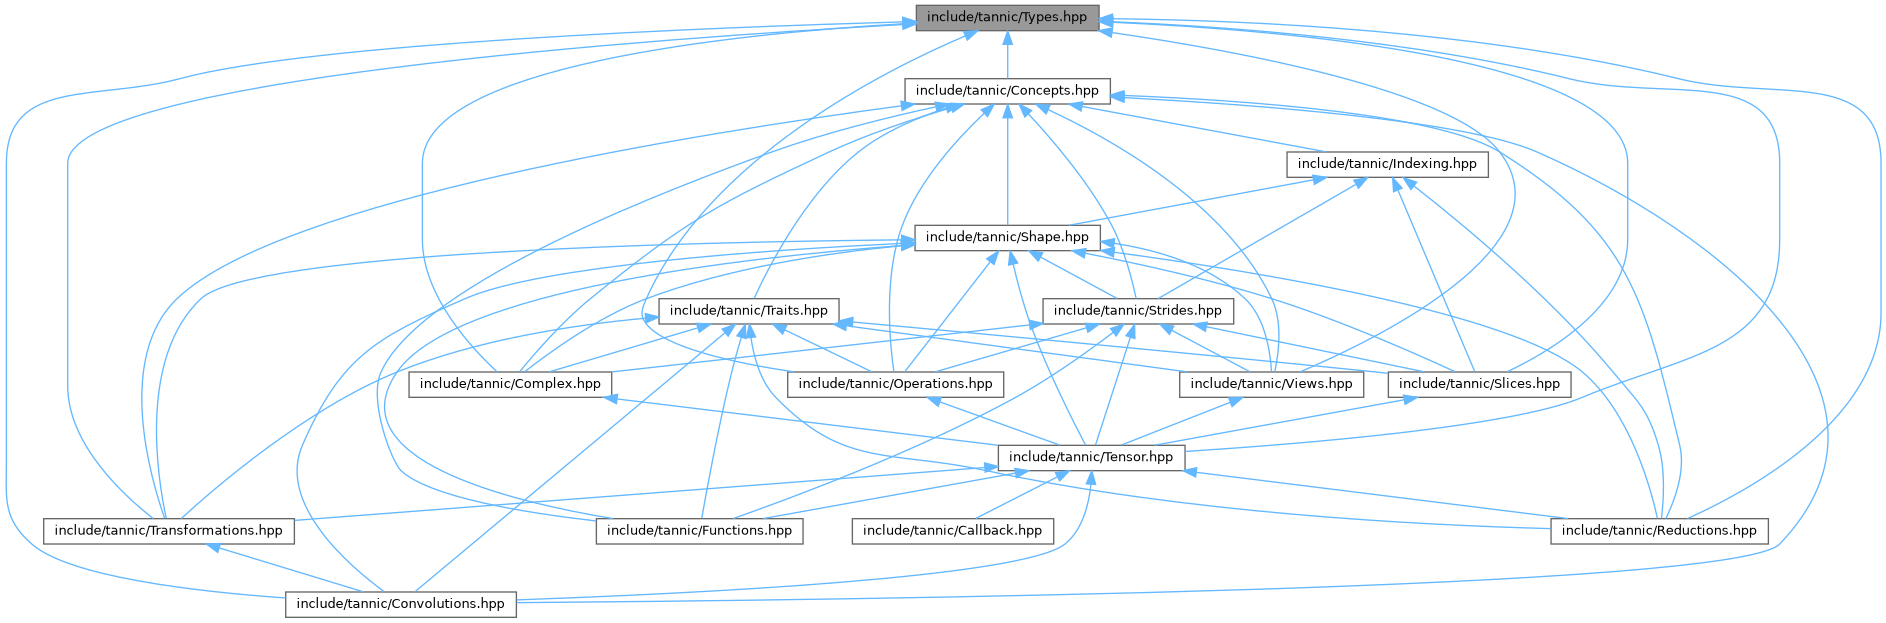 include/tannic/Types.hpp
include/tannic/Concepts.hpp
include/tannic/Indexing.hpp
include/tannic/Shape.hpp
include/tannic/Traits.hpp
include/tannic/Strides.hpp
include/tannic/Complex.hpp
include/tannic/Operations.hpp
include/tannic/Views.hpp
include/tannic/Slices.hpp
include/tannic/Tensor.hpp
include/tannic/Transformations.hpp
include/tannic/Functions.hpp
include/tannic/Callback.hpp
include/tannic/Reductions.hpp
include/tannic/Convolutions.hpp